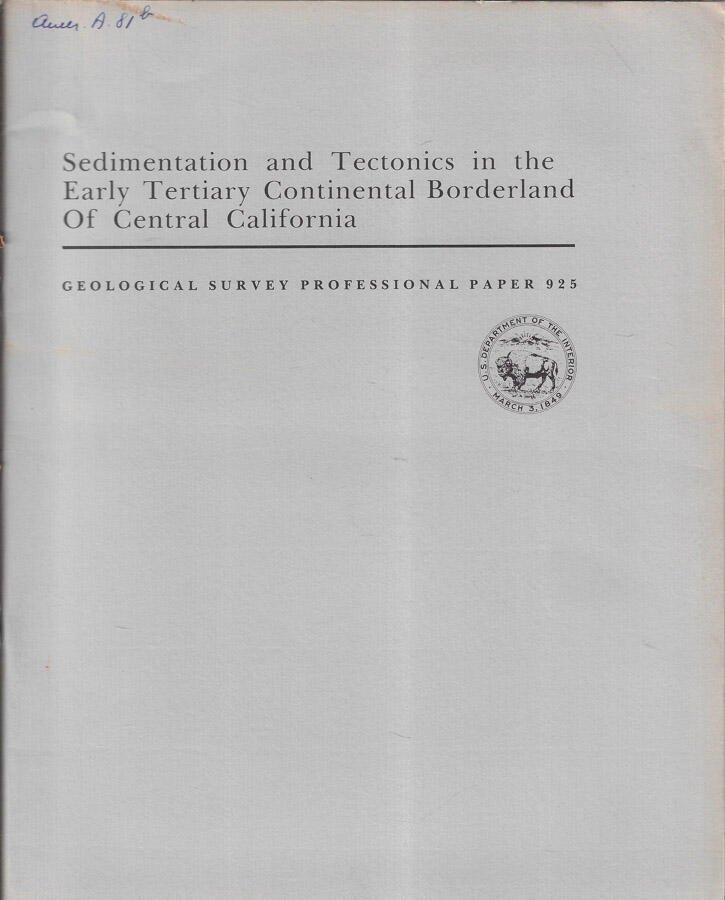 Amer. A. 81 b
Sedimentation and Tectonics in the
Early Tertiary Continental Borderland
Of Central California
GEOLOGICAL SURVEY PROFESSIONAL PAPER 925
U.S. DEPARTMENT OF THE INTERIOR
MARCH 3, 1849